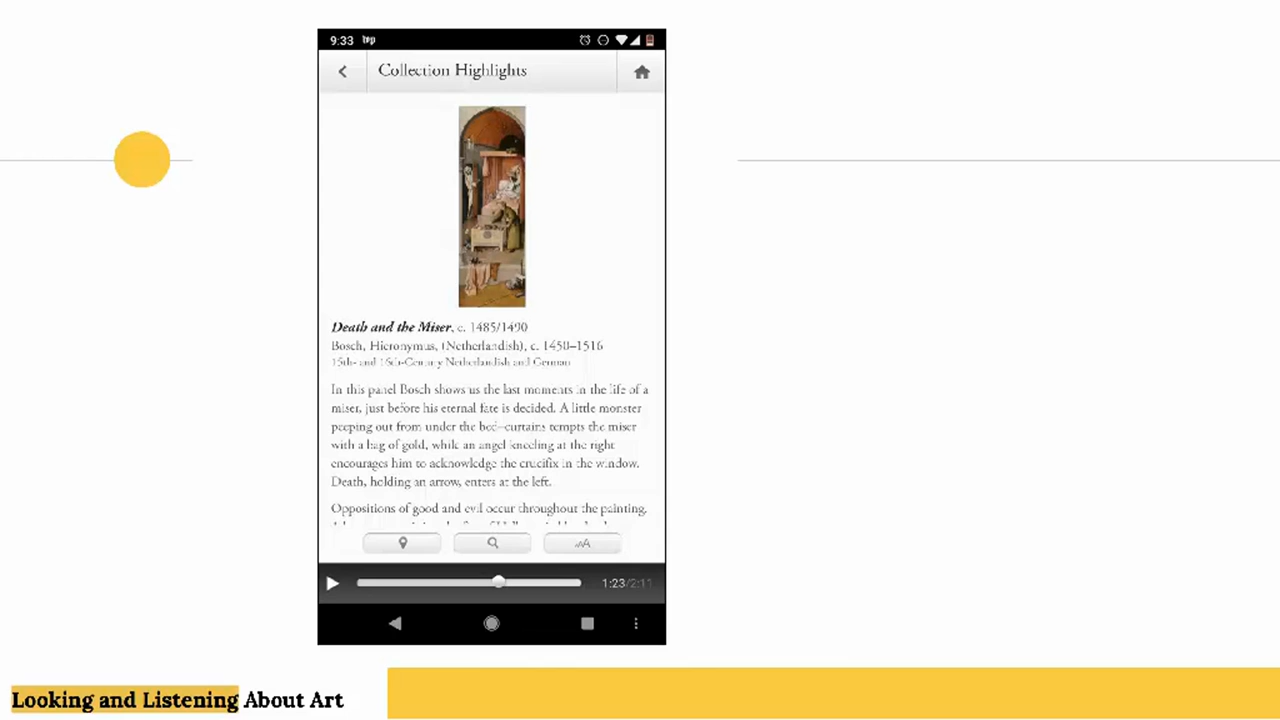 9:33
Collection Highlights
Death and the Miser, c. 1485/1490
Bosch, Hieronymus, (Netherlandish), c. 1450–1516
15th- and 16th-Century Netherlandish and German
In this panel Bosch shows us the last moments in the life of a
miser, just before his eternal fate is decided. A little monster
peeping out from under the bed–curtains tempts the miser
with a bag of gold, while an angel kneeling at the right
encourages him to acknowledge the crucifix in the window.
Death, holding an arrow, enters at the left.
Oppositions of good and evil occur throughout the painting.
AA
1:23/2:11
Looking and Listening About Art